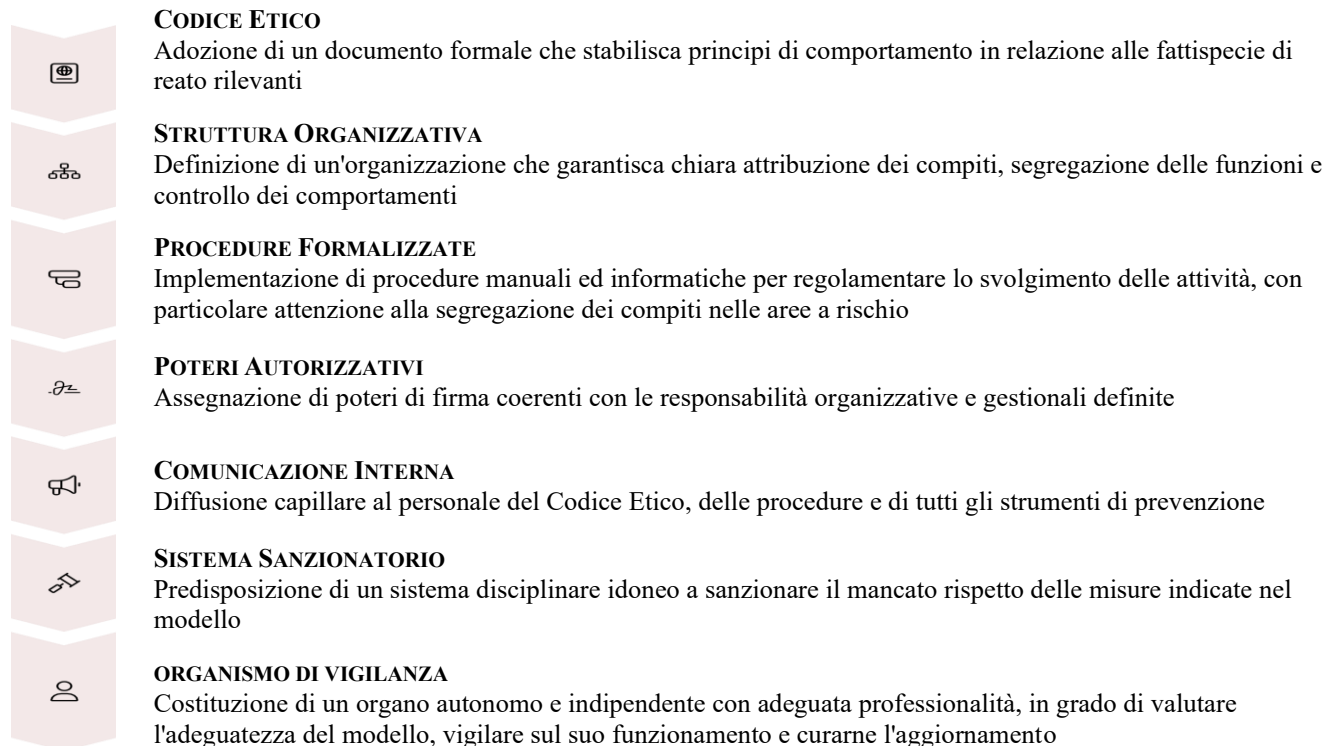 CODICE ETICO
Adozione di un documento formale che stabilisca principi di comportamento in relazione alle fattispecie di
reato rilevanti
STRUTTURA ORGANIZZATIVA
Definizione di un'organizzazione che garantisca chiara attribuzione dei compiti, segregazione delle funzioni e
controllo dei comportamenti
PROCEDURE FORMALIZZATE
Implementazione di procedure manuali ed informatiche per regolamentare lo svolgimento delle attività, con
particolare attenzione alla segregazione dei compiti nelle aree a rischio
POTERI AUTORIZZATIVI
Assegnazione di poteri di firma coerenti con le responsabilità organizzative e gestionali definite
COMUNICAZIONE INTERNA
Diffusione capillare al personale del Codice Etico, delle procedure e di tutti gli strumenti di prevenzione
SISTEMA SANZIONATORIO
Predisposizione di un sistema disciplinare idoneo a sanzionare il mancato rispetto delle misure indicate nel
modello
ORGANISMO DI VIGILANZA
Costituzione di un organo autonomo e indipendente con adeguata professionalità, in grado di valutare
l'adeguatezza del modello, vigilare sul suo funzionamento e curarne l'aggiornamento